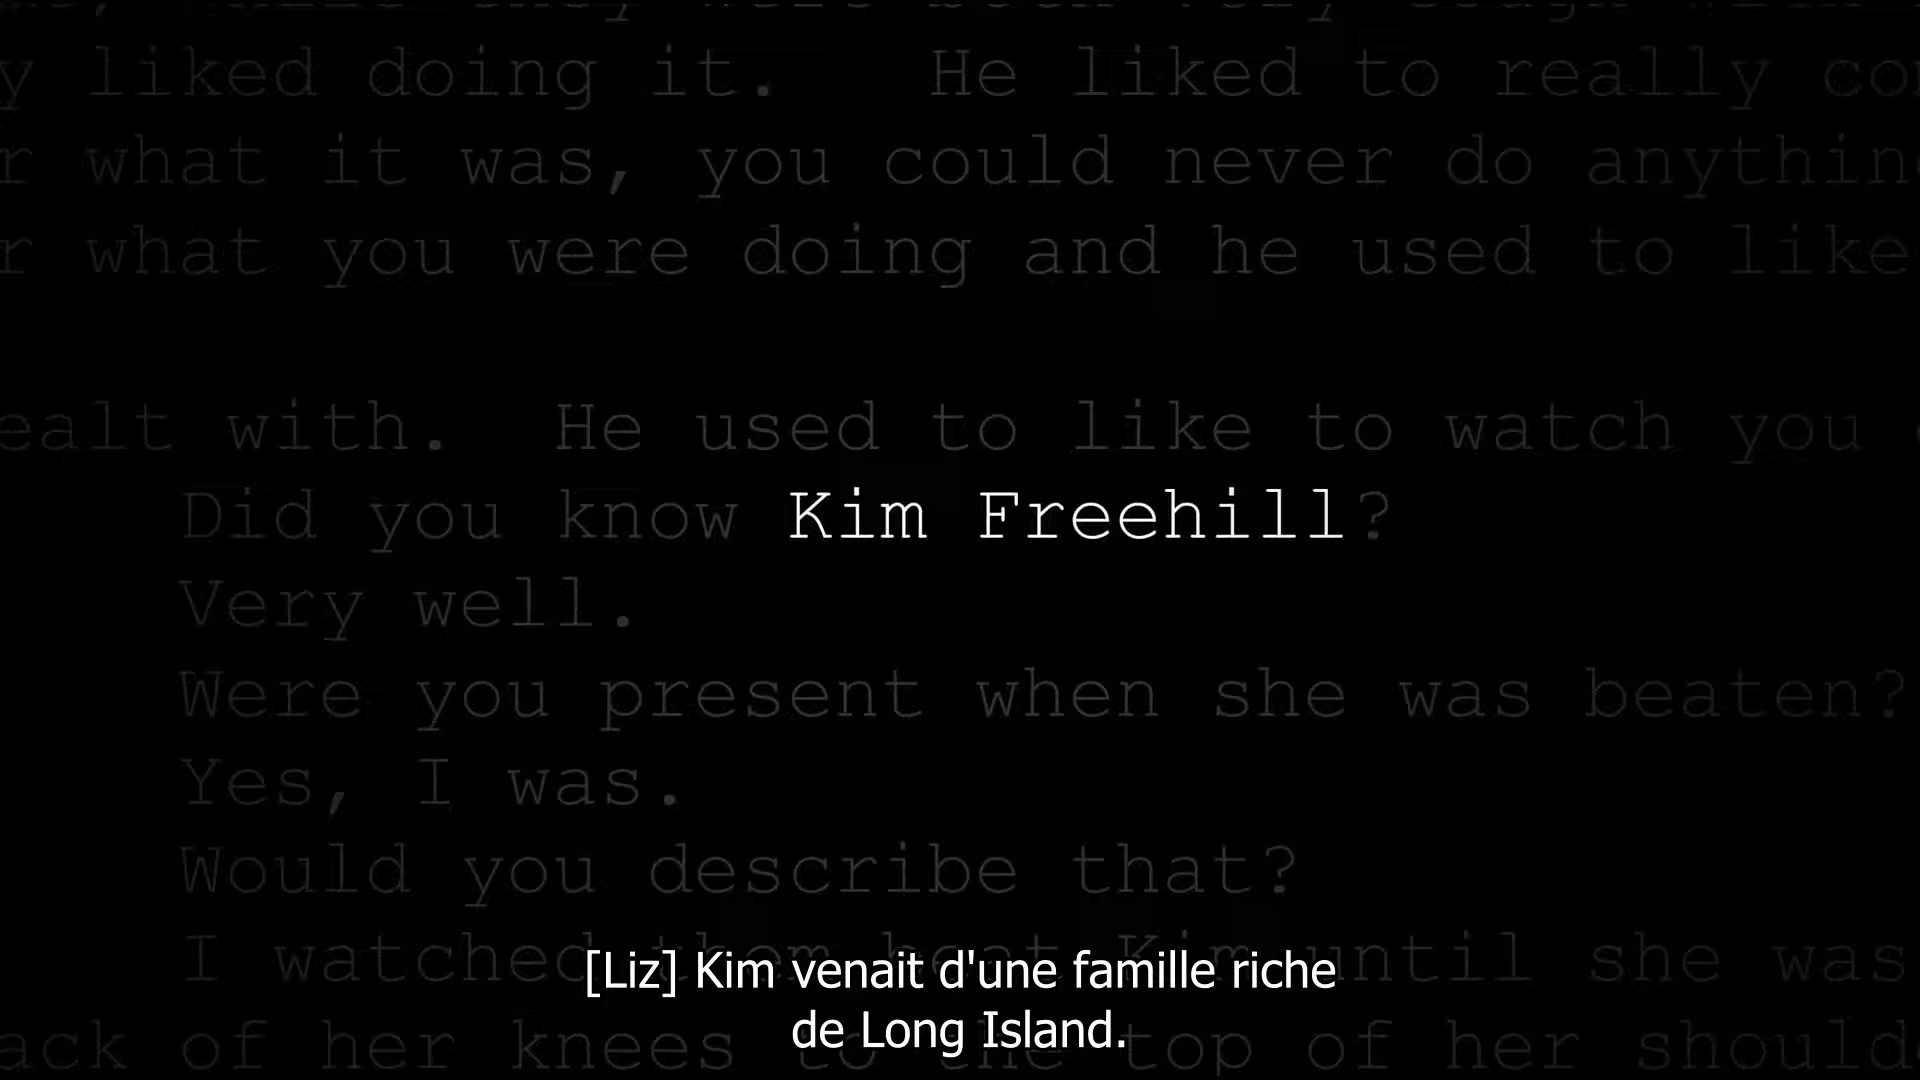 y liked doing it. He liked to really
r what it was, you could never do anythin
r what you were doing and he used to like
ealt with. He used to like to watch you
Did you know Kim Freehill?
Very well.
Were you present when she was beaten?
Yes, I was.
Would you describe that?
I watched them beat Kim until she was
ack of her knees to the top of her should
[Liz] Kim venait d'une famille riche
de Long Island.